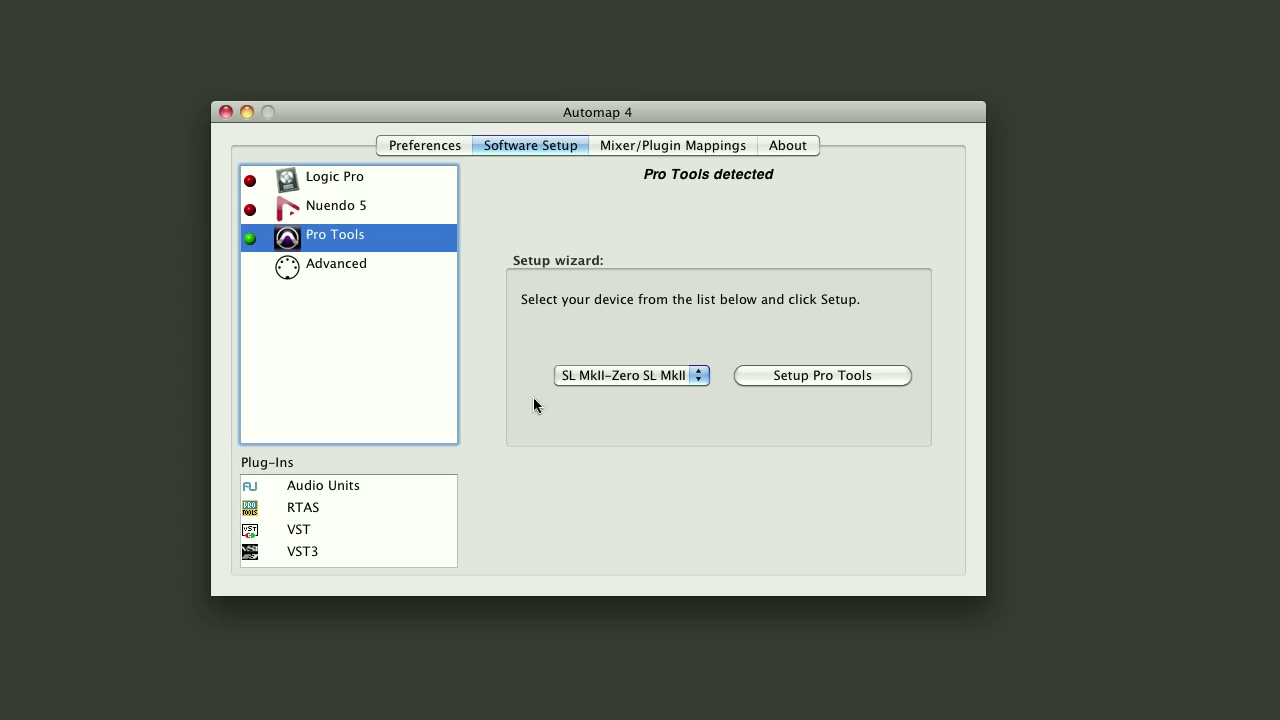 Automap 4
Preferences
Software Setup
Mixer/Plugin Mappings
About
Logic Pro
Nuendo 5
Pro Tools
Advanced
Pro Tools detected
Setup wizard:
Select your device from the list below and click Setup.
SL MkII-Zero SL MkII
Setup Pro Tools
Plug-Ins
Audio Units
RTAS
VST
VST3